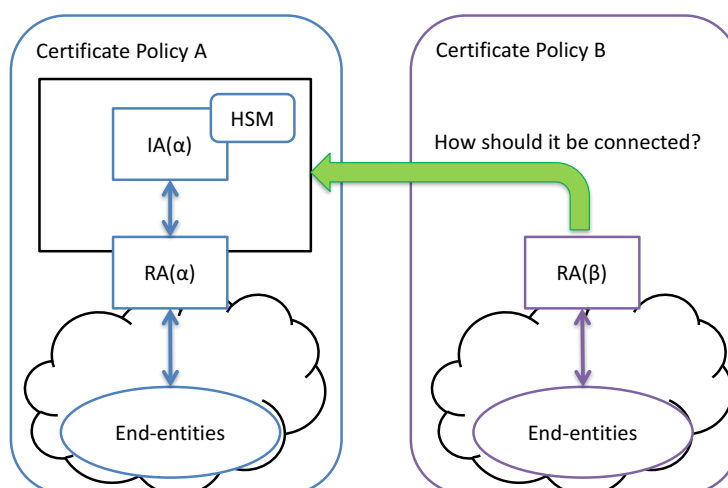 Certificate Policy A
Certificate Policy B
HSM
IA(α)
How should it be connected?
RA(α)
RA(β)
End-entities
End-entities